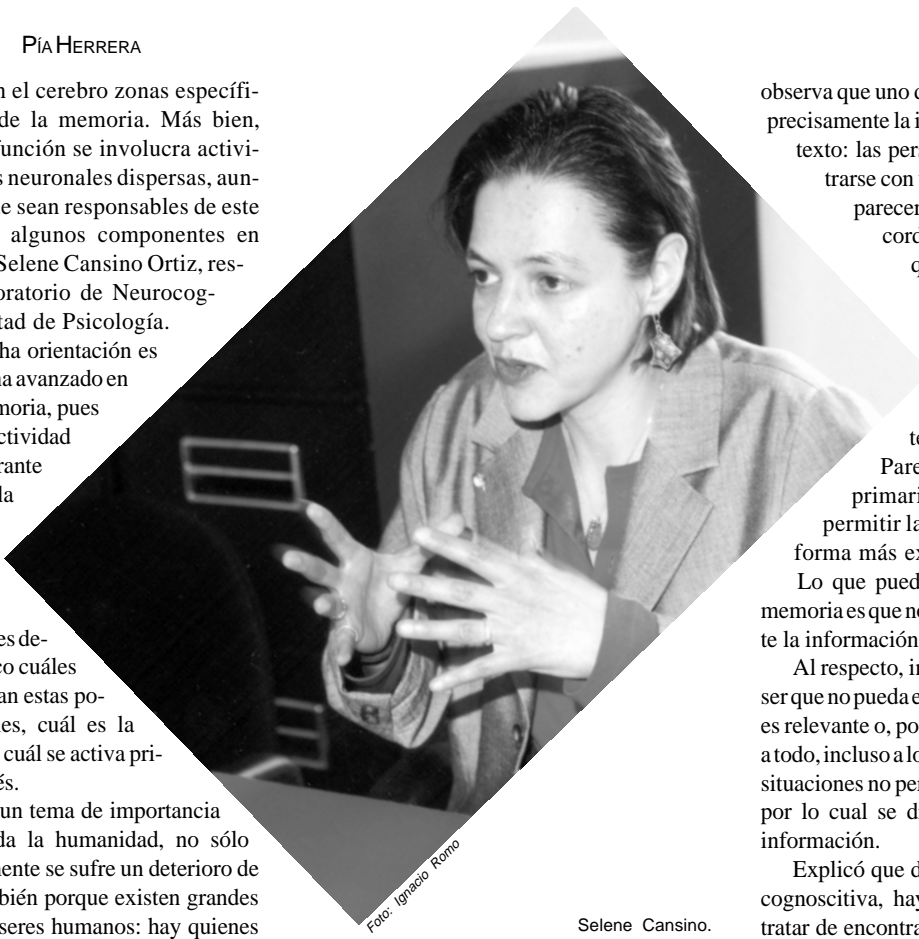 PÍA HERRERA
n el cerebro zonas específi-
de la memoria. Más bien,
función se involucra activi-
s neuronales dispersas, aun-
e sean responsables de este
algunos componentes en
Selene Cansino Ortiz, res-
oratorio de Neurocog-
tad de Psicología.
ha orientación es
na avanzado en
moria, pues
ctividad
rante
la
es de-
co cuáles
an estas po-
es, cuál es la
cuál se activa pri-
és.
un tema de importancia
da la humanidad, no sólo
mente se sufre un deterioro de
bién porque existen grandes
seres humanos: hay quienes
Foto: Ignacio Romo
Selene Cansino.
observa que uno d
precisamente la i
texto: las pers
trarse con
parecen
cord
q
te
Pare
primari
permitir la
forma más ex
Lo que pued
memoria es que no
te la información
Al respecto, in
ser que no pueda e
es relevante o, po
a todo, incluso a lo
situaciones no per
por lo cual se di
información.
Explicó que d
cognoscitiva, hay
tratar de encontra